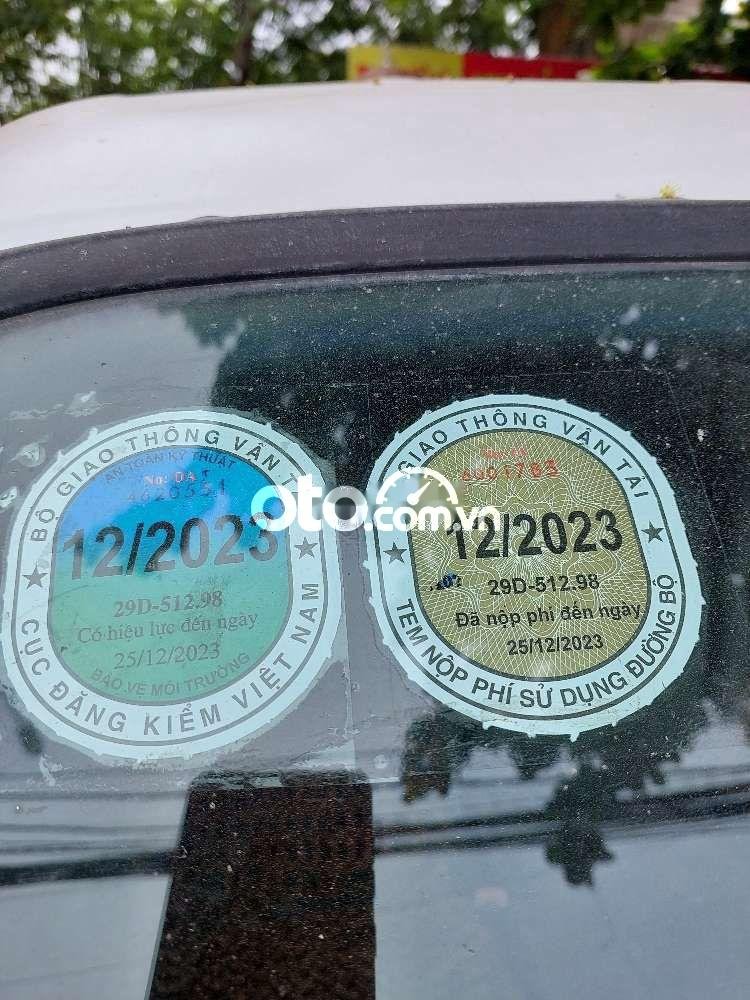 BỘ GIAO THÔNG VẬN TẢI
AN TOÀN KỸ THUẬT
No: DA
4620551
12/2023
29D-512.98
Có hiệu lực đến ngày
25/12/2023
BẢO VỆ MÔI TRƯỜNG
CỤC ĐĂNG KIỂM VIỆT NAM
oto.com.vn
GIAO THÔNG VẬN TẢI
12/2023
29D-512.98
Đã nộp phí đến ngày
25/12/2023
TEM NỘP PHÍ SỬ DỤNG ĐƯỜNG BỘ